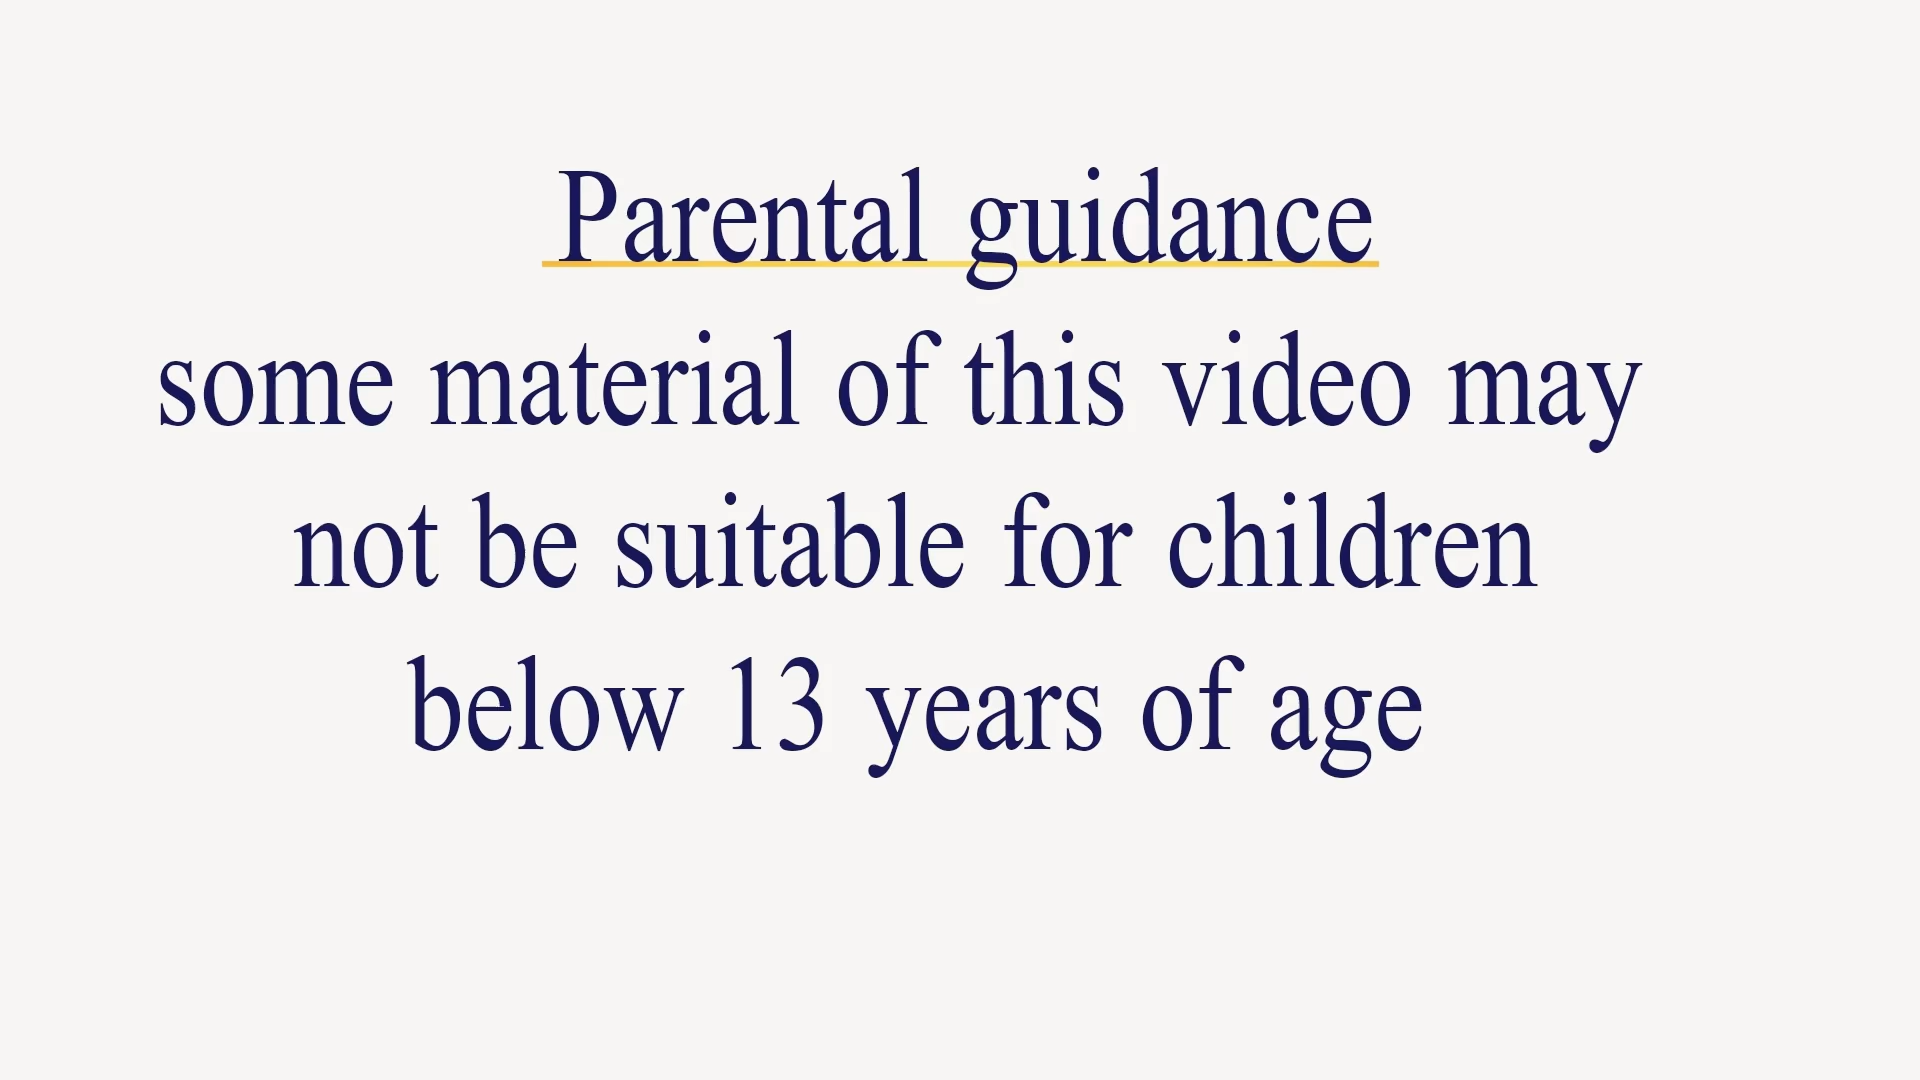 Parental guidance
some material of this video may
not be suitable for children
below 13 years of age